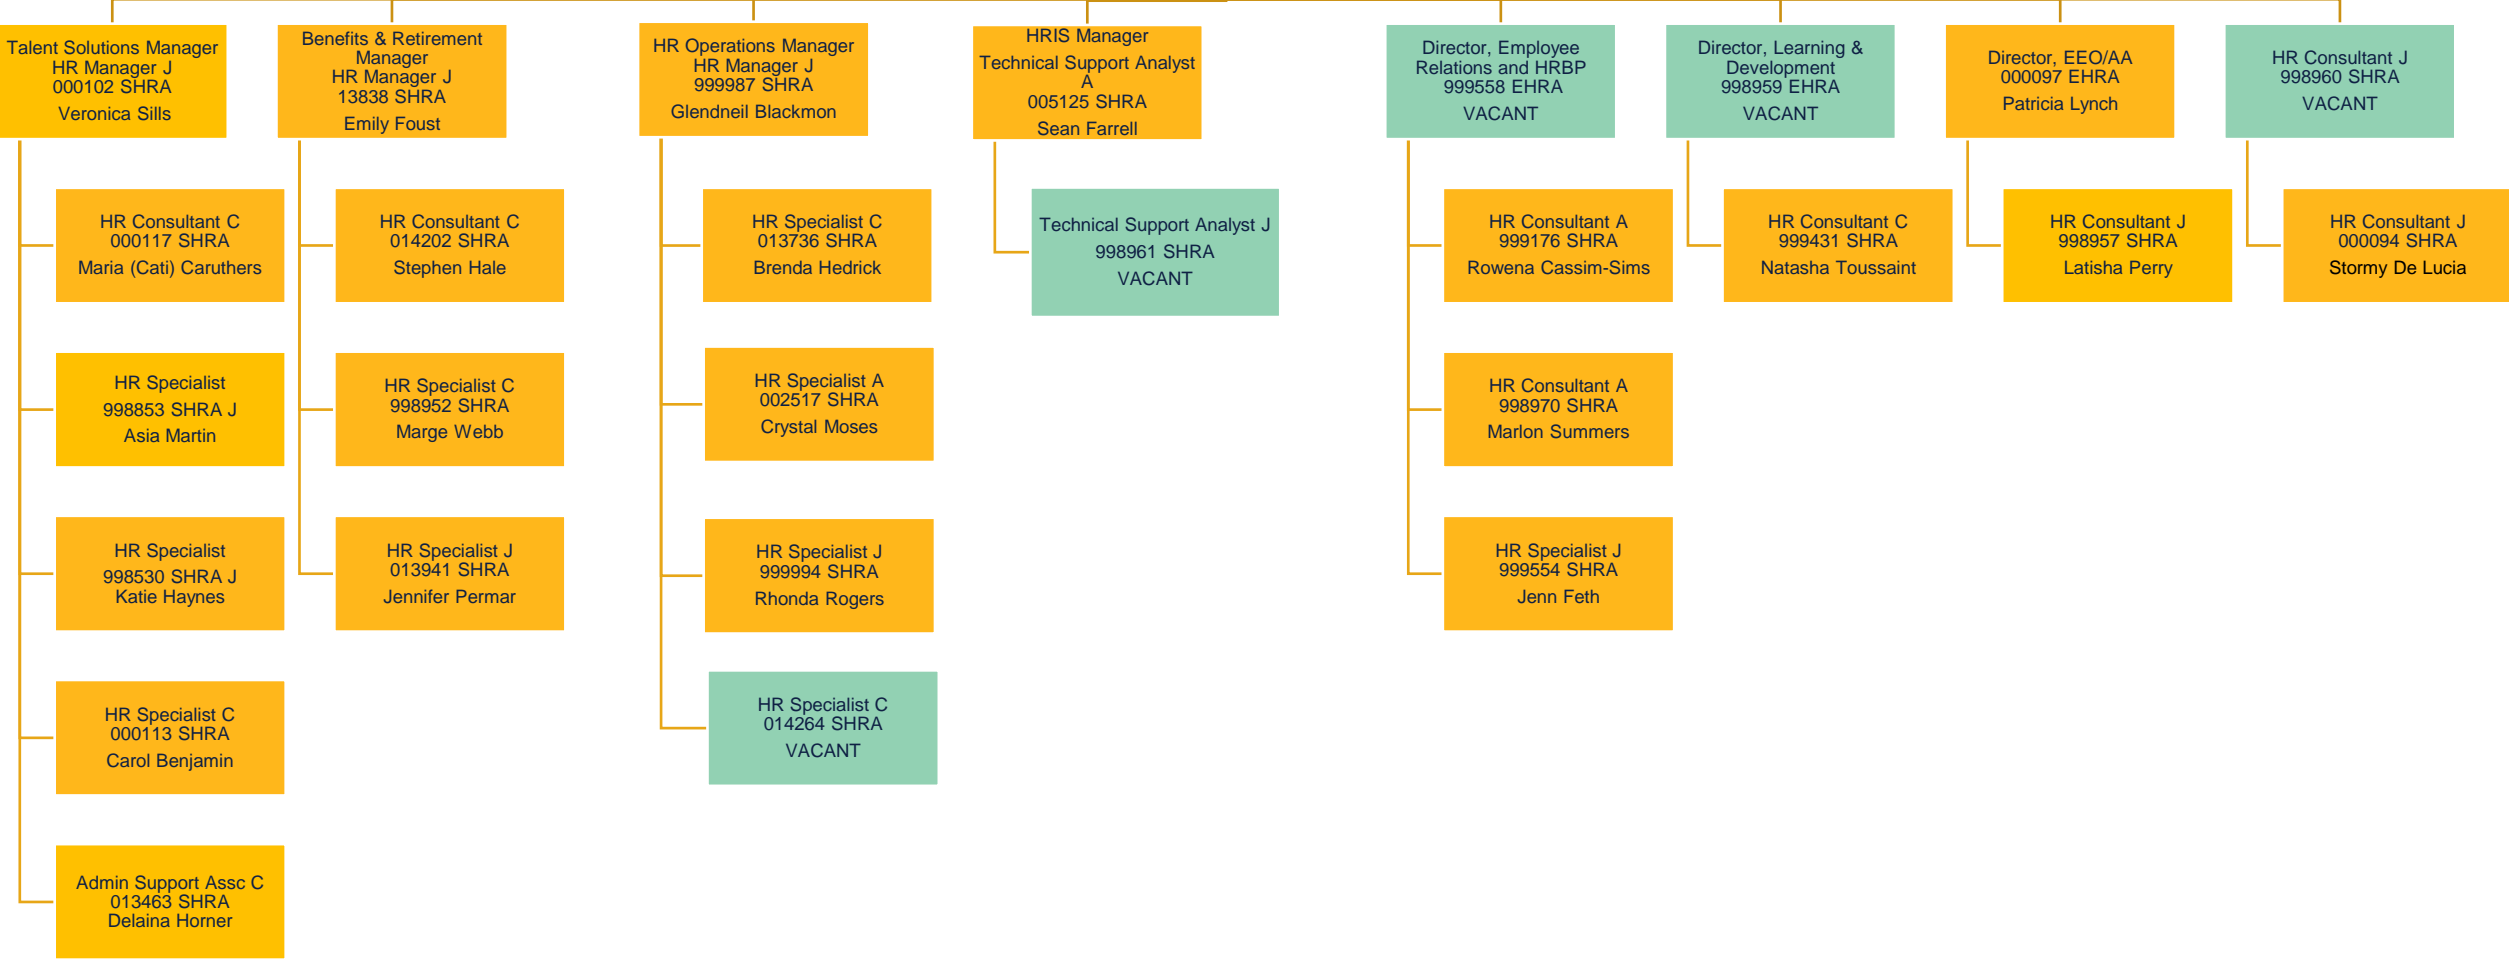 Talent Solutions Manager
HR Manager J
000102 SHRA
Veronica Sills
Benefits & Retirement
Manager
HR Manager J
13838 SHRA
Emily Foust
HR Operations Manager
HR Manager J
999987 SHRA
Glendneil Blackmon
HRIS Manager
Technical Support Analyst
A
005125 SHRA
Sean Farrell
Director, Employee
Relations and HRBP
999558 EHRA
VACANT
Director, Learning &
Development
998959 EHRA
VACANT
Director, EEO/AA
000097 EHRA
Patricia Lynch
HR Consultant J
998960 SHRA
VACANT
HR Consultant C
000117 SHRA
Maria (Cati) Caruthers
HR Consultant C
014202 SHRA
Stephen Hale
HR Specialist C
013736 SHRA
Brenda Hedrick
Technical Support Analyst J
998961 SHRA
VACANT
HR Consultant A
999176 SHRA
Rowena Cassim-Sims
HR Consultant C
999431 SHRA
Natasha Toussaint
HR Consultant J
998957 SHRA
Latisha Perry
HR Consultant J
000094 SHRA
Stormy De Lucia
HR Specialist
998853 SHRA J
Asia Martin
HR Specialist C
998952 SHRA
Marge Webb
HR Specialist A
002517 SHRA
Crystal Moses
HR Consultant A
998970 SHRA
Marlon Summers
HR Specialist
998530 SHRA J
Katie Haynes
HR Specialist J
013941 SHRA
Jennifer Permar
HR Specialist J
999994 SHRA
Rhonda Rogers
HR Specialist J
999554 SHRA
Jenn Feth
HR Specialist C
000113 SHRA
Carol Benjamin
HR Specialist C
014264 SHRA
VACANT
Admin Support Assc C
013463 SHRA
Delaina Horner